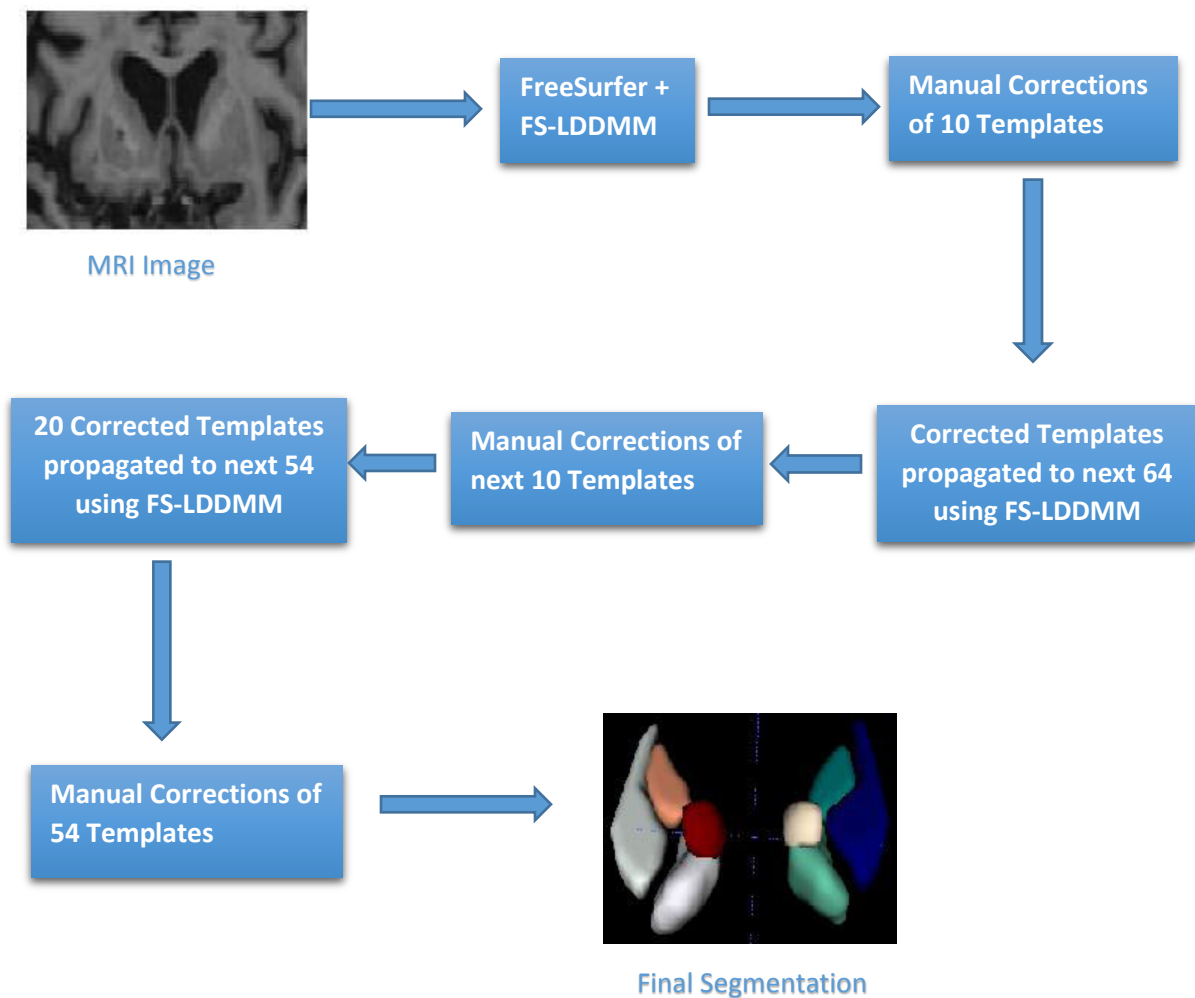 FreeSurfer +
FS-LDDMM
Manual Corrections
of 10 Templates
MRI Image
20 Corrected Templates
propagated to next 54
using FS-LDDMM
Manual Corrections of
next 10 Templates
Corrected Templates
propagated to next 64
using FS-LDDMM
Manual Corrections of
54 Templates
Final Segmentation